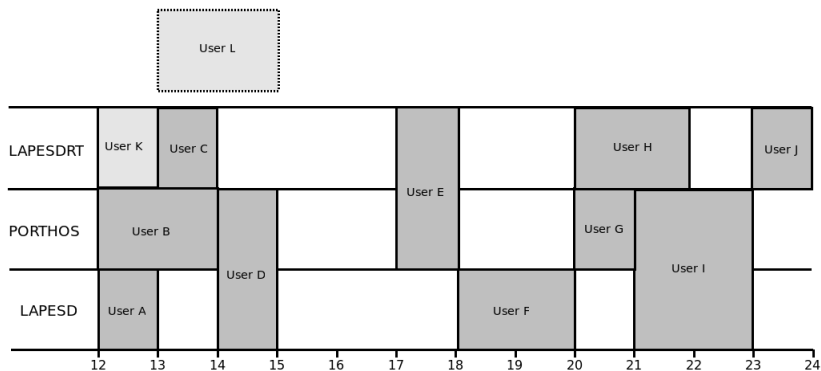 User L
LAPESDRT User K User C User E User H User J
PORTHOS User B User D User G User I
LAPESD User A User F
12 13 14 15 16 17 18 19 20 21 22 23 24